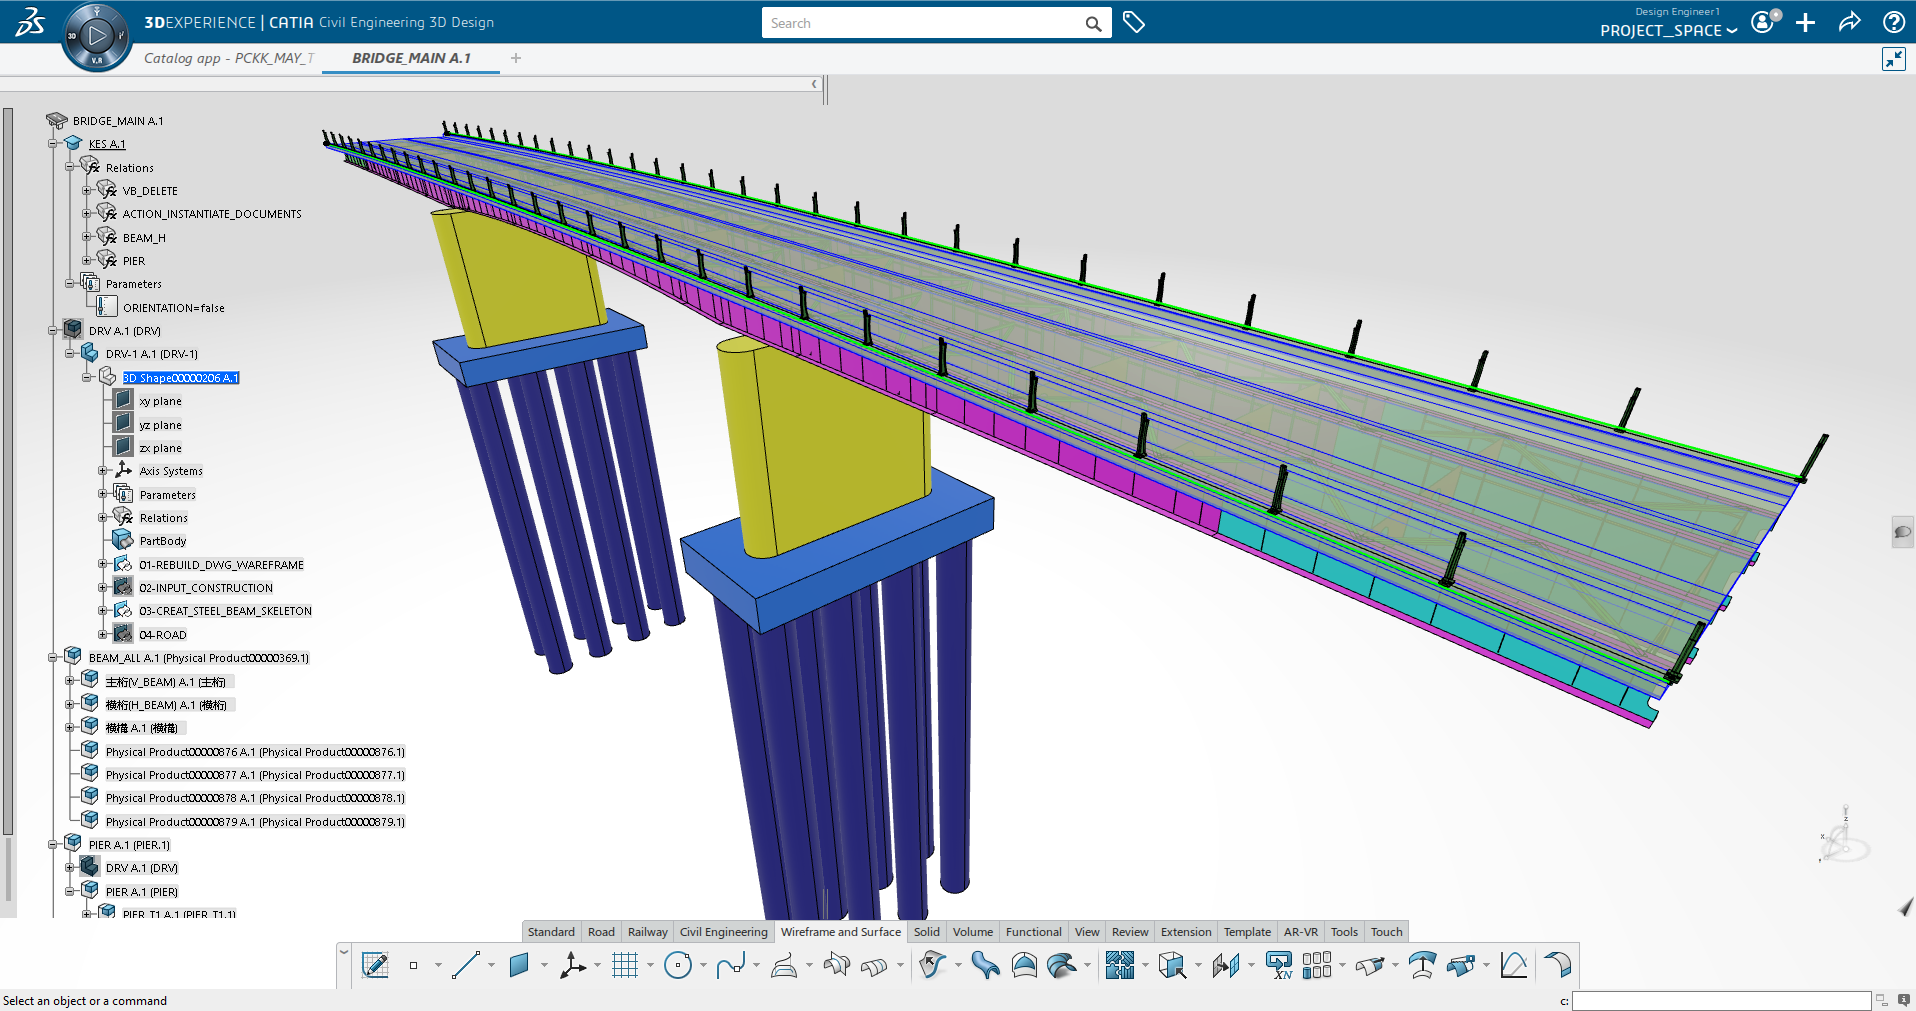 3DEXPERIENCE | CATIA Civil Engineering 3D Design
3D
V.R
Search
Design Engineer1
PROJECT_SPACE
Catalog app - PCKK_MAY_T
BRIDGE_MAIN A.1
BRIDGE_MAIN A.1
KES A.1
Relations
VB_DELETE
ACTION_INSTANTIATE_DOCUMENTS
BEAM_H
PIER
Parameters
ORIENTATION=false
DRV A.1 (DRV)
DRV-1 A.1 (DRV-1)
3D Shape00000206 A.1
xy plane
yz plane
zx plane
Axis Systems
Parameters
Relations
PartBody
01-REBUILD_DWG_WAREFRAME
02-INPUT_CONSTRUCTION
03-CREAT_STEEL_BEAM_SKELETON
04-ROAD
BEAM_ALL A.1 (Physical Product00000369.1)
主桁(V_BEAM) A.1 (主桁)
横桁(H_BEAM) A.1 (横桁)
横構 A.1 (横構)
Physical Product00000876 A.1 (Physical Product00000876.1)
Physical Product00000877 A.1 (Physical Product00000877.1)
Physical Product00000878 A.1 (Physical Product00000878.1)
Physical Product00000879 A.1 (Physical Product00000879.1)
PIER A.1 (PIER.1)
DRV A.1 (DRV)
PIER A.1 (PIER)
PIER_T1 A.1 (PIER_T1.1)
Standard Road Railway Civil Engineering Wireframe and Surface Solid Volume Functional View Review Extension Template AR-VR Tools Touch
XN
Select an object or a command
c: